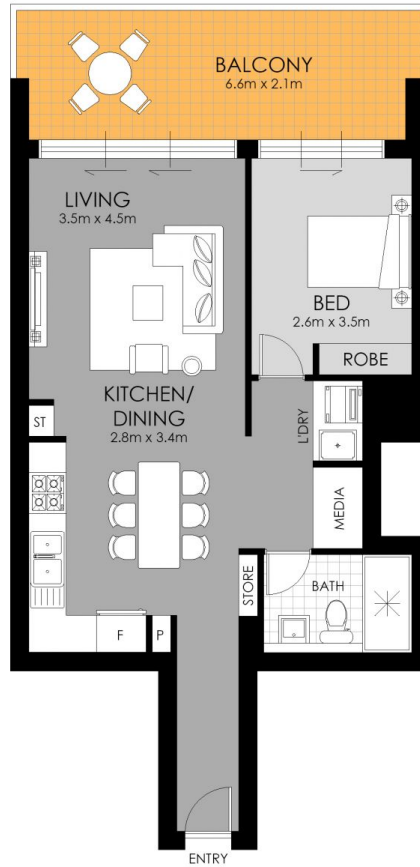 BALCONY
6.6m x 2.1m
LIVING
3.5m x 4.5m
BED
2.6m x 3.5m
ROBE
KITCHEN/
DINING
2.8m x 3.4m
ST
L'DRY
MEDIA
STORE
BATH
F
P
ENTRY